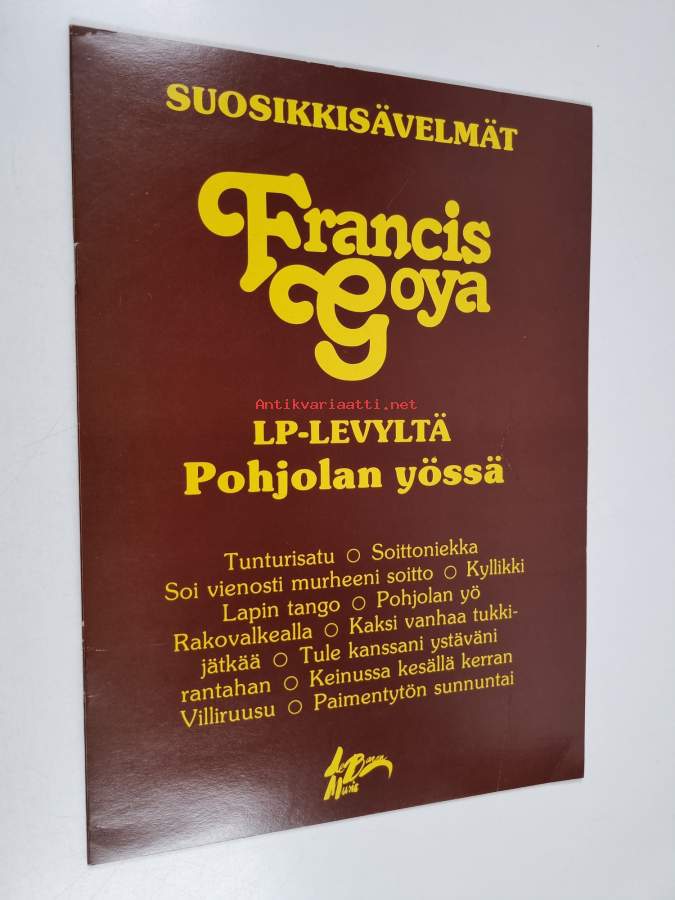 SUOSIKKISÄVELMÄT
Francis
Goya
Antikvariaatti.net
LP-LEVYLTÄ
Pohjolan yössä
Tunturisatu ○ Soittoniekka
Soi vienosti murheeni soitto ○ Kyllikki
Lapin tango ○ Pohjolan yö
Rakovalkealla ○ Kaksi vanhaa tukki-
jätkää ○ Tule kanssani ystäväni
rantahan ○ Keinussa kesällä kerran
Villiruusu ○ Paimentytön sunnuntai
Music